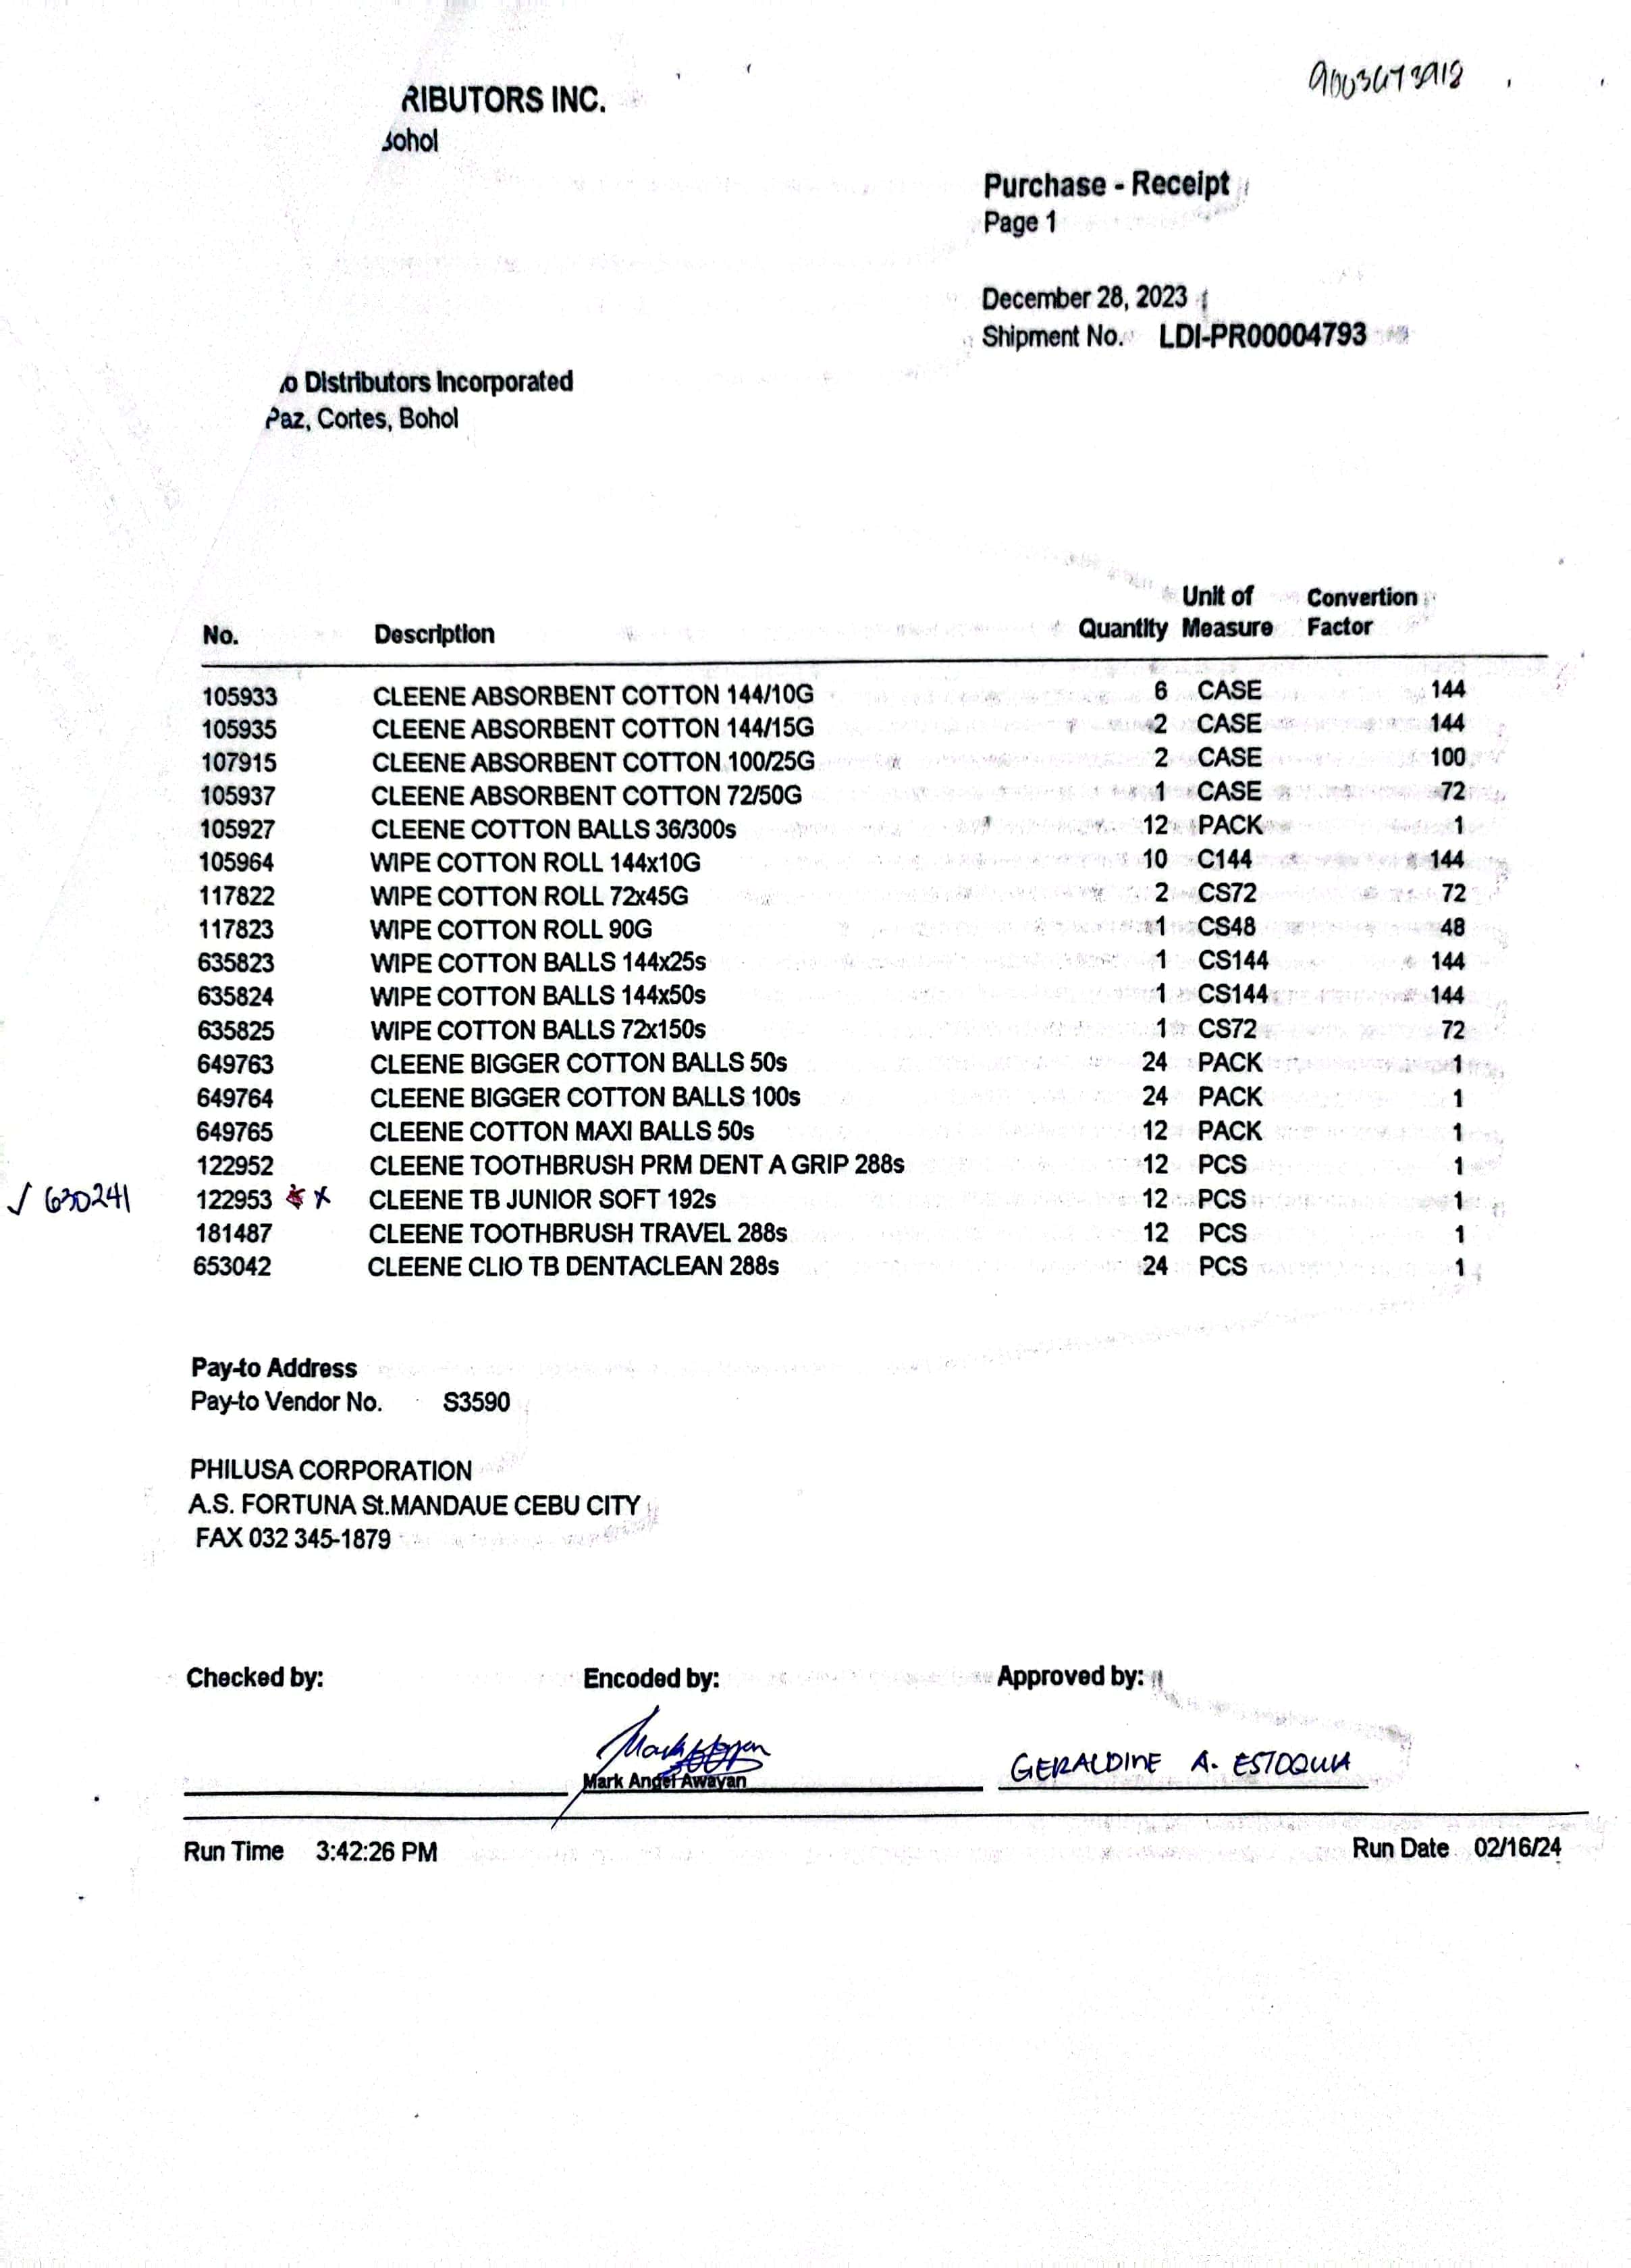 RIBUTORS INC.
Bohol
Purchase - Receipt
Page 1
December 28, 2023
Shipment No. LDI-PR00004793
o Distributors Incorporated
Paz, Cortes, Bohol
No. Description Quantity Unit of Measure Convertion Factor
105933 CLEENE ABSORBENT COTTON 144/10G 6 CASE 144
105935 CLEENE ABSORBENT COTTON 144/15G 2 CASE 144
107915 CLEENE ABSORBENT COTTON 100/25G 2 CASE 100
105937 CLEENE ABSORBENT COTTON 72/50G 1 CASE 72
105927 CLEENE COTTON BALLS 36/300s 12 PACK 1
105964 WIPE COTTON ROLL 144x10G 10 C144 144
117822 WIPE COTTON ROLL 72x45G 2 CS72 72
117823 WIPE COTTON ROLL 90G 1 CS48 48
635823 WIPE COTTON BALLS 144x25s 1 CS144 144
635824 WIPE COTTON BALLS 144x50s 1 CS144 144
635825 WIPE COTTON BALLS 72x150s 1 CS72 72
649763 CLEENE BIGGER COTTON BALLS 50s 24 PACK 1
649764 CLEENE BIGGER COTTON BALLS 100s 24 PACK 1
649765 CLEENE COTTON MAXI BALLS 50s 12 PACK 1
122952 CLEENE TOOTHBRUSH PRM DENT A GRIP 288s 12 PCS 1
✓ 630241 122953 x CLEENE TB JUNIOR SOFT 192s 12 PCS 1
181487 CLEENE TOOTHBRUSH TRAVEL 288s 12 PCS 1
653042 CLEENE CLIO TB DENTACLEAN 288s 24 PCS 1
Pay-to Address
Pay-to Vendor No. S3590
PHILUSA CORPORATION
A.S. FORTUNA St.MANDAUE CEBU CITY
FAX 032 345-1879
Checked by: Encoded by: Approved by:
Mark Angel Awayan GERALDINE A. ESTOQUIA
Run Time 3:42:26 PM Run Date 02/16/24